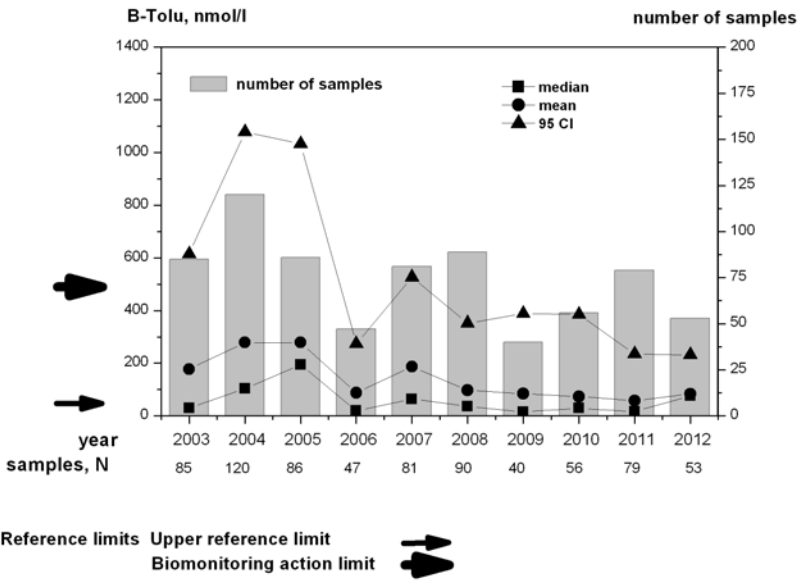 B-Tolu, nmol/l number of samples
1400 200
number of samples median
1200 175
mean
95 CI
1000 150
800 125
100
600 75
400 50
200 25
0 0
year 2003 2004 2005 2006 2007 2008 2009 2010 2011 2012
samples, N 85 120 86 47 81 90 40 56 79 53
Reference limits Upper reference limit
Biomonitoring action limit